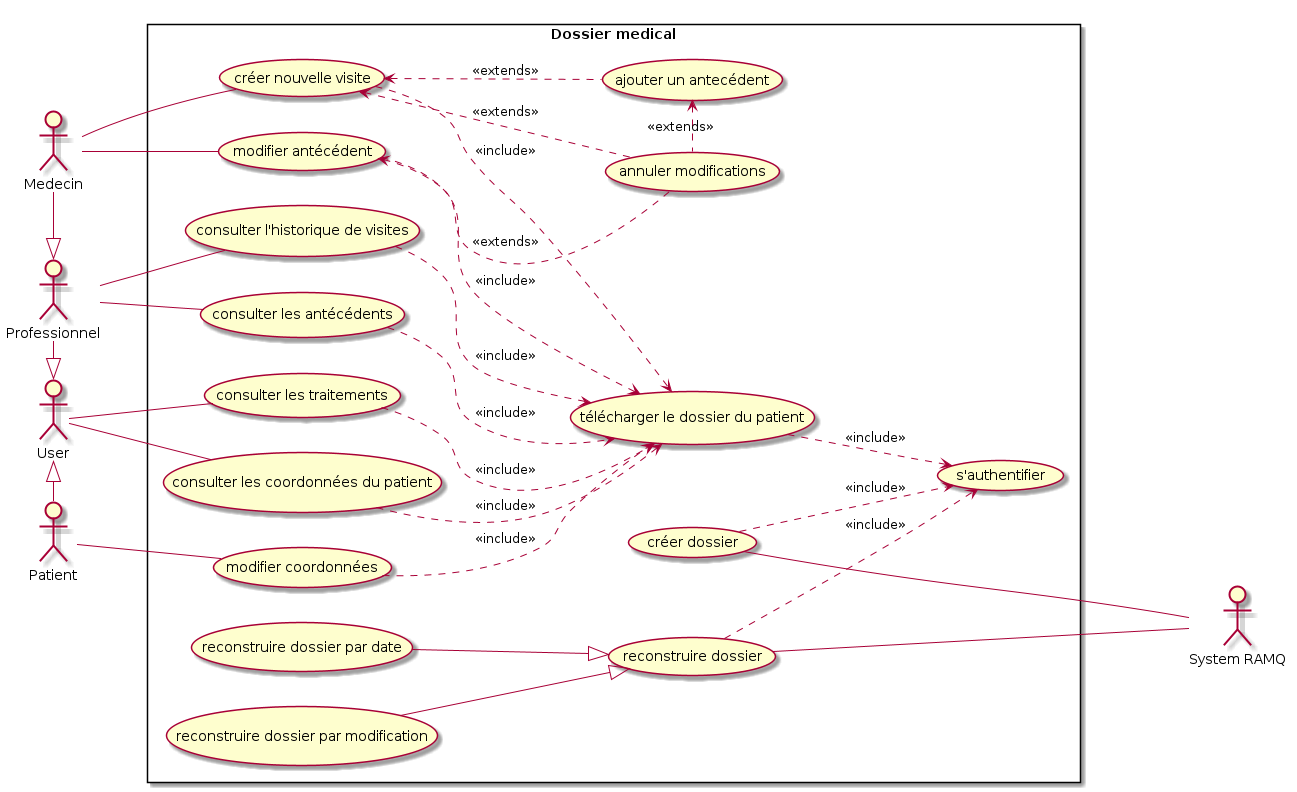 Dossier medical
créer nouvelle visite
«extends»
ajouter un antecédent
«extends»
«extends»
modifier antécédent
«include»
annuler modifications
Medecin
consulter l'historique de visites
«extends»
«include»
Professionnel
consulter les antécédents
«include»
consulter les traitements
«include»
télécharger le dossier du patient
«include»
User
«include»
consulter les coordonnées du patient
s'authentifier
«include»
«include»
«include»
«include»
créer dossier
Patient
modifier coordonnées
reconstruire dossier par date
reconstruire dossier
System RAMQ
reconstruire dossier par modification